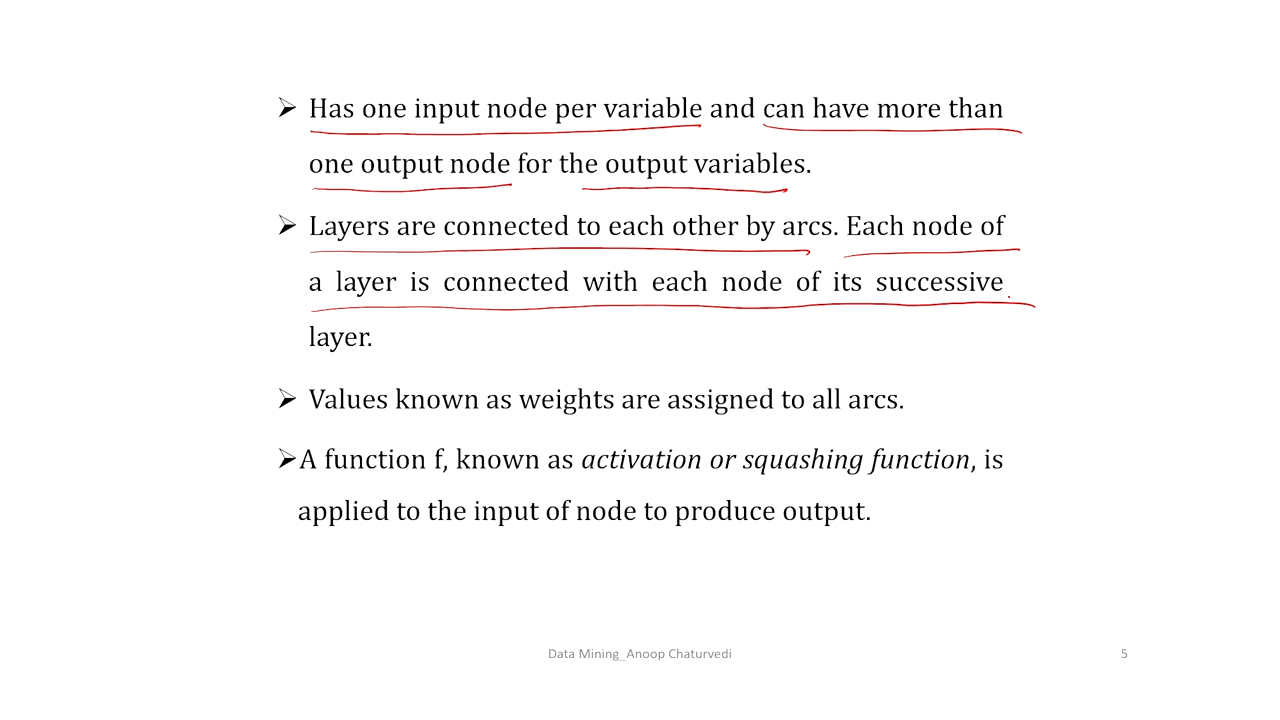 ➢ Has one input node per variable and can have more than
one output node for the output variables.
➢ Layers are connected to each other by arcs. Each node of
a layer is connected with each node of its successive
layer.
➢ Values known as weights are assigned to all arcs.
➢A function f, known as activation or squashing function, is
applied to the input of node to produce output.
Data Mining_Anoop Chaturvedi
5